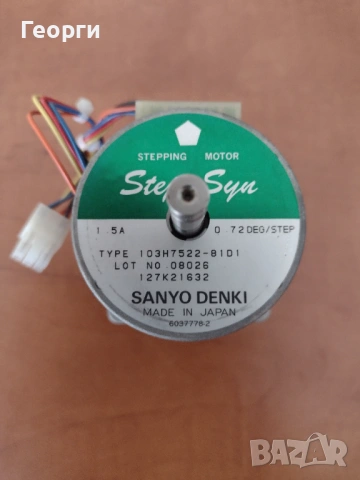 Георги
STEPPING MOTOR
Step Syn
1.5A 0.72DEG/STEP
TYPE 103H7522-81D1
LOT NO 08026
127K21632
SANYO DENKI
MADE IN JAPAN
6037778-2
BAZAR